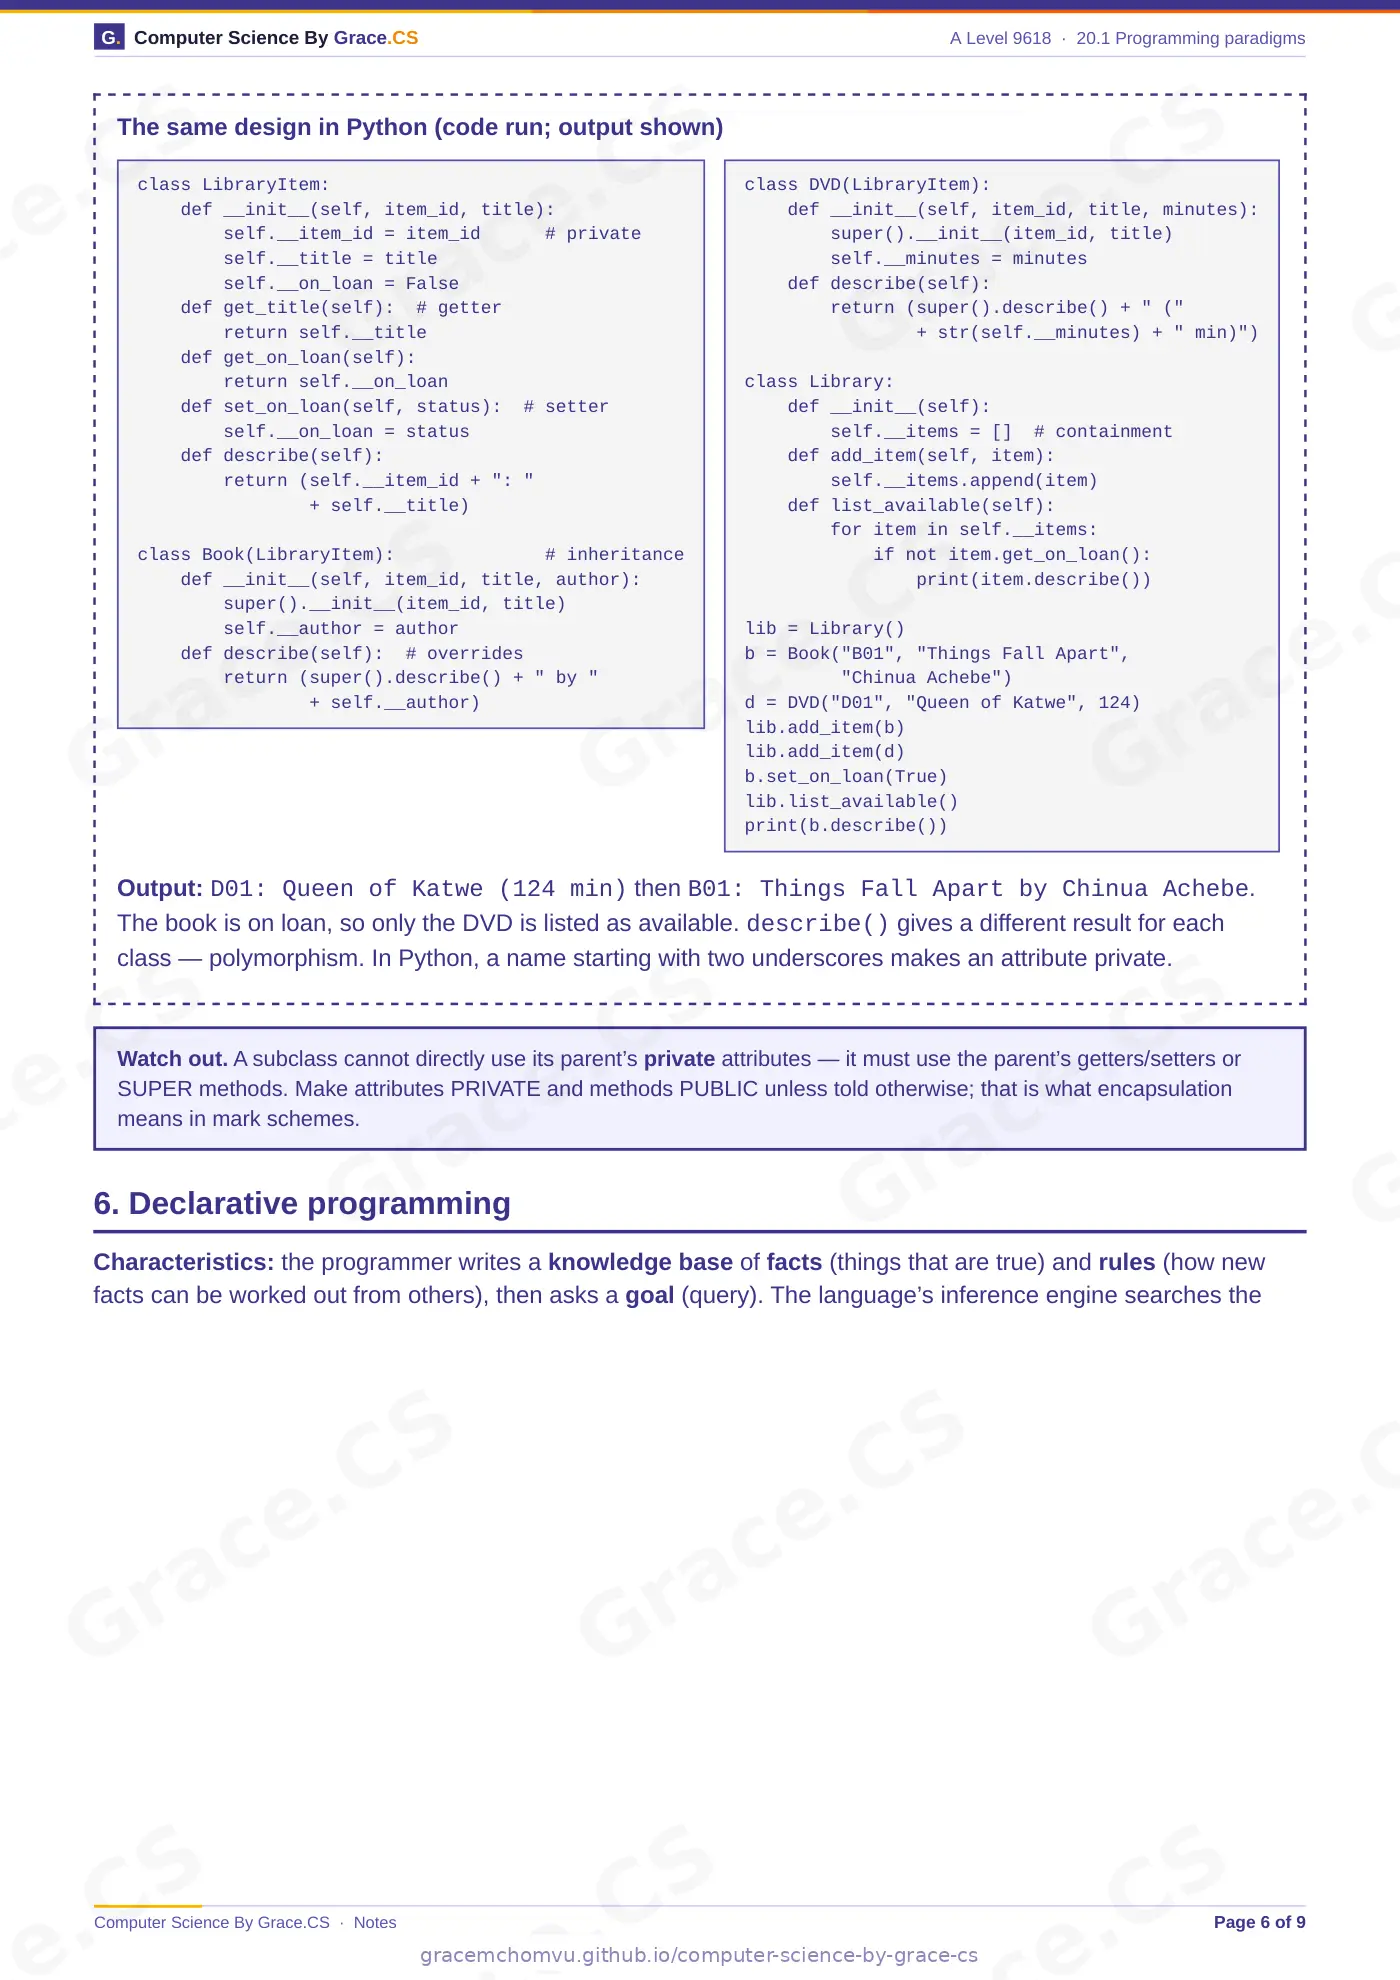 G. Computer Science By Grace.CS
A Level 9618 · 20.1 Programming paradigms
The same design in Python (code run; output shown)
class LibraryItem:
    def __init__(self, item_id, title):
        self.__item_id = item_id      # private
        self.__title = title
        self.__on_loan = False
    def get_title(self):  # getter
        return self.__title
    def get_on_loan(self):
        return self.__on_loan
    def set_on_loan(self, status):  # setter
        self.__on_loan = status
    def describe(self):
        return (self.__item_id + ": "
                + self.__title)
class Book(LibraryItem):              # inheritance
    def __init__(self, item_id, title, author):
        super().__init__(item_id, title)
        self.__author = author
    def describe(self):  # overrides
        return (super().describe() + " by "
                + self.__author)
class DVD(LibraryItem):
    def __init__(self, item_id, title, minutes):
        super().__init__(item_id, title)
        self.__minutes = minutes
    def describe(self):
        return (super().describe() + " ("
                + str(self.__minutes) + " min)")
class Library:
    def __init__(self):
        self.__items = []  # containment
    def add_item(self, item):
        self.__items.append(item)
    def list_available(self):
        for item in self.__items:
            if not item.get_on_loan():
                print(item.describe())
lib = Library()
b = Book("B01", "Things Fall Apart",
         "Chinua Achebe")
d = DVD("D01", "Queen of Katwe", 124)
lib.add_item(b)
lib.add_item(d)
b.set_on_loan(True)
lib.list_available()
print(b.describe())
Output: D01: Queen of Katwe (124 min) then B01: Things Fall Apart by Chinua Achebe.
The book is on loan, so only the DVD is listed as available. describe() gives a different result for each
class — polymorphism. In Python, a name starting with two underscores makes an attribute private.
Watch out. A subclass cannot directly use its parent’s private attributes — it must use the parent’s getters/setters or
SUPER methods. Make attributes PRIVATE and methods PUBLIC unless told otherwise; that is what encapsulation
means in mark schemes.
6. Declarative programming
Characteristics: the programmer writes a knowledge base of facts (things that are true) and rules (how new
facts can be worked out from others), then asks a goal (query). The language’s inference engine searches the
Computer Science By Grace.CS · Notes
Page 6 of 9
gracemchomvu.github.io/computer-science-by-grace-cs
Grace.CS